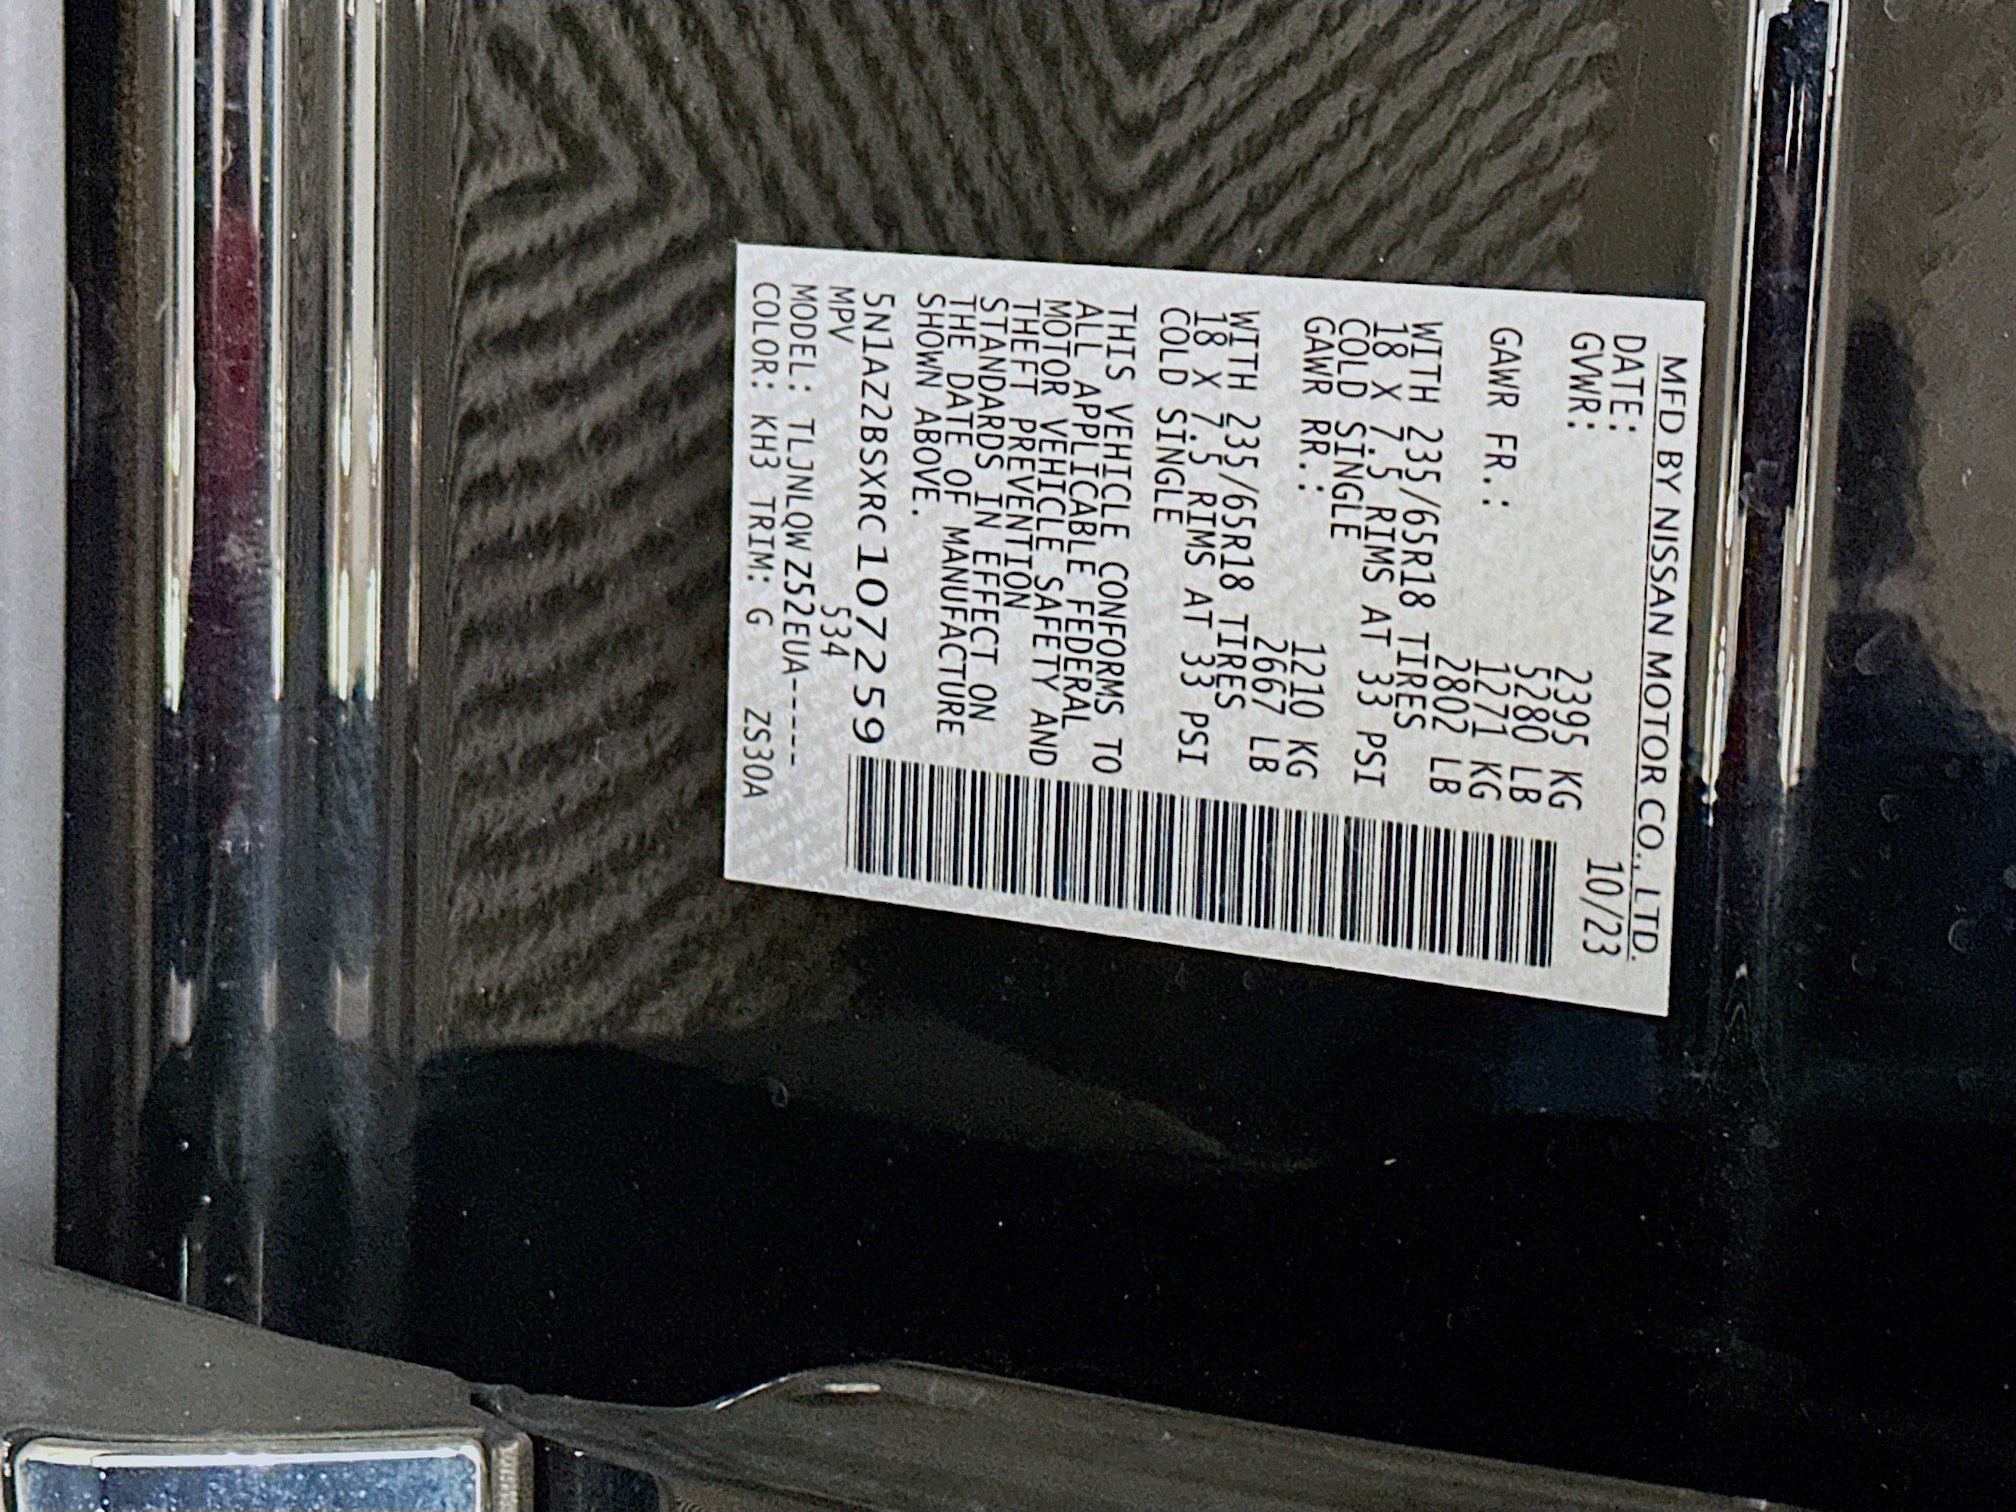 MFD BY NISSAN MOTOR CO., LTD.
DATE: 10/23
GVWR: 2395 KG
5280 LB
GAWR FR.: 1271 KG
2802 LB
WITH 235/65R18 TIRES
18 X 7.5 RIMS AT 33 PSI
COLD SINGLE
GAWR RR.: 1210 KG
2667 LB
WITH 235/65R18 TIRES
18 X 7.5 RIMS AT 33 PSI
COLD SINGLE
THIS VEHICLE CONFORMS TO
ALL APPLICABLE FEDERAL
MOTOR VEHICLE SAFETY AND
THEFT PREVENTION
STANDARDS IN EFFECT ON
THE DATE OF MANUFACTURE
SHOWN ABOVE.
5N1AZ2BSXRC107259
MPV 534
MODEL: TLJNLQWZ52EUA-----
COLOR: KH3 TRIM: G ZS30A